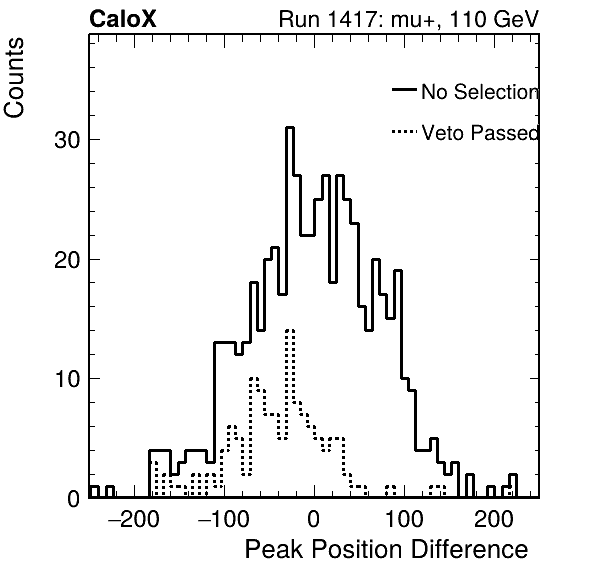 CaloX Run 1417: mu+, 110 GeV
Counts
No Selection
Veto Passed
30
20
10
0
−200 −100 0 100 200
Peak Position Difference